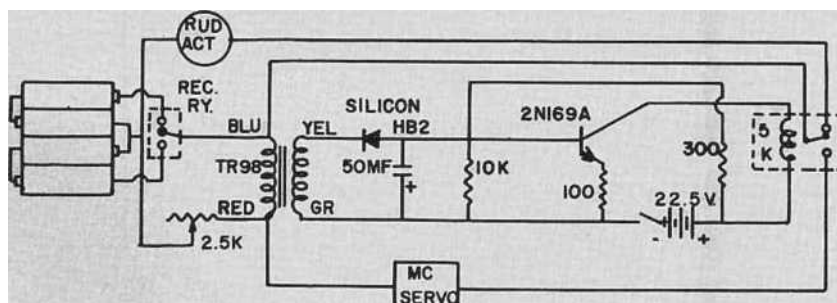 RUD
ACT
REC.
RY.
BLU
YEL
SILICON
HB2
2N169A
TR98
50MF
+
10K
100
300
5
K
22.5V.
- +
RED
GR
2.5K
MC
SERVO